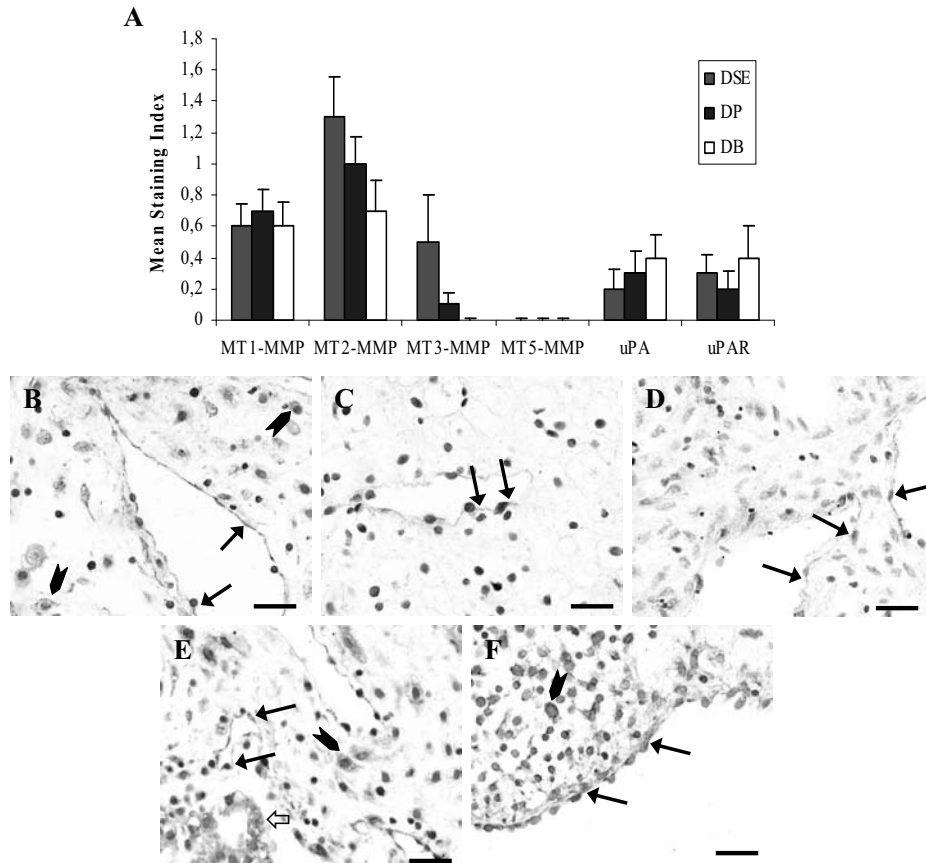 A
Mean Staining Index
1,8
1,6
1,4
1,2
1
0,8
0,6
0,4
0,2
0
DSE
DP
DB
MT1-MMP MT2-MMP MT3-MMP MT5-MMP uPA uPAR
B
C
D
E
F